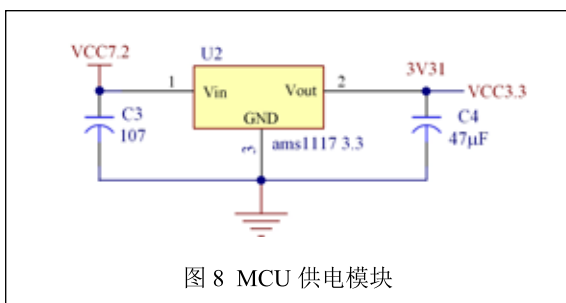 VCC7.2
U2
3V31
1
Vin
Vout
2
VCC3.3
C3
107
GND
C4
47μF
3
ams1117 3.3
图 8 MCU 供电模块